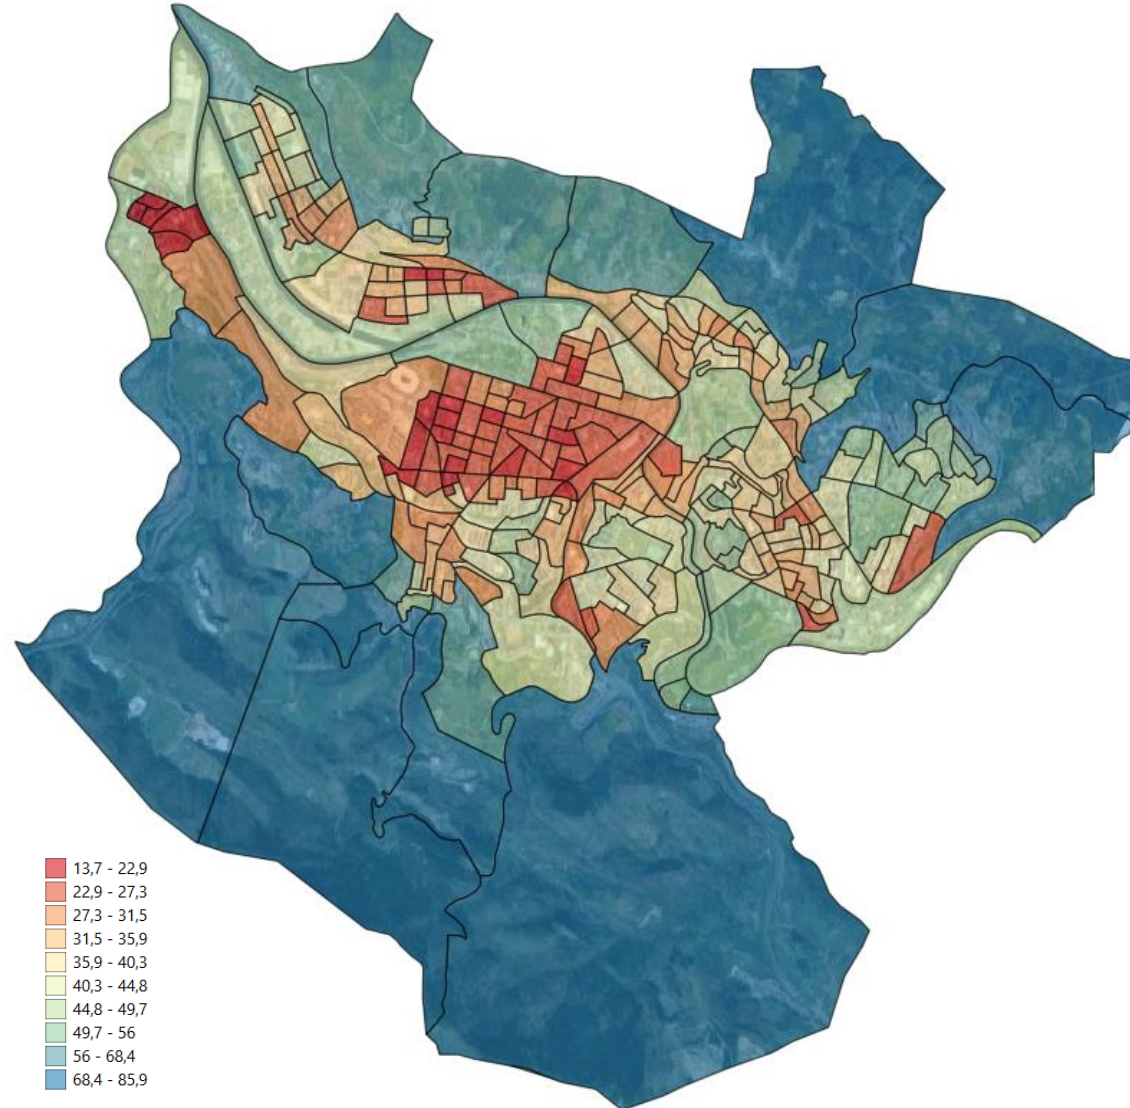 13,7 - 22,9
22,9 - 27,3
27,3 - 31,5
31,5 - 35,9
35,9 - 40,3
40,3 - 44,8
44,8 - 49,7
49,7 - 56
56 - 68,4
68,4 - 85,9